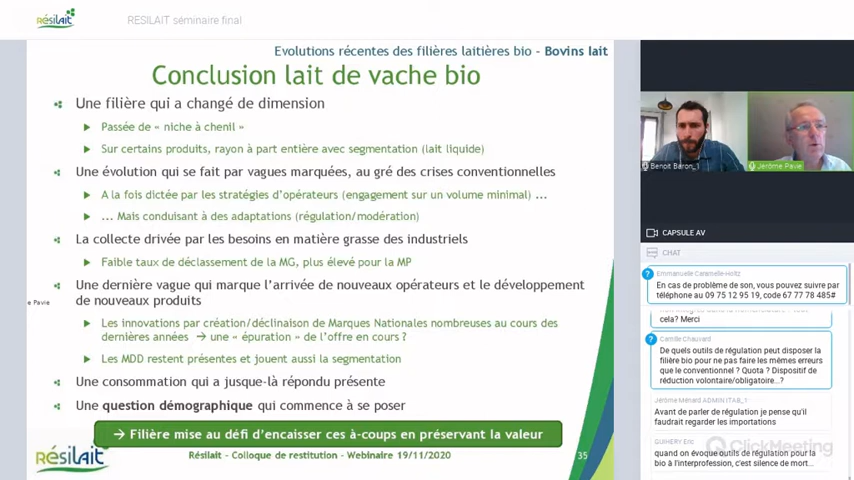 résilait
RESILAIT séminaire final
Evolutions récentes des filières laitières bio - Bovins lait
Conclusion lait de vache bio
Une filière qui a changé de dimension
Passée de « niche à chenil »
Sur certains produits, rayon à part entière avec segmentation (lait liquide)
Une évolution qui se fait par vagues marquées, au gré des crises conventionnelles
A la fois dictée par les stratégies d'opérateurs (engagement sur un volume minimal) ...
... Mais conduisant à des adaptations (régulation/modération)
La collecte drivée par les besoins en matière grasse des industriels
Faible taux de déclassement de la MG, plus élevé pour la MP
Une dernière vague qui marque l'arrivée de nouveaux opérateurs et le développement
de nouveaux produits
e Pavie
Les innovations par création/déclinaison de Marques Nationales nombreuses au cours des
dernières années → une « épuration » de l'offre en cours ?
Les MDD restent présentes et jouent aussi la segmentation
Une consommation qui a jusque-là répondu présente
Une question démographique qui commence à se poser
→ Filière mise au défi d'encaisser ces à-coups en préservant la valeur
résilait
Résilait - Colloque de restitution - Webinaire 19/11/2020
35
Benoit Baron_1
Jérôme Pavie
CAPSULE AV
CHAT
Emmanuelle Caramelle-Holtz
En cas de problème de son, vous pouvez suivre par
téléphone au 09 75 12 95 19, code 67 77 78 485#
cela? Merci
Camille Chauvard
De quels outils de régulation peut disposer la
filière bio pour ne pas faire les mêmes erreurs
que le conventionnel ? Quota ? Dispositif de
réduction volontaire/obligatoire...?
Jérôme Ménard ADMIN ITAB_1
Avant de parler de régulation je pense qu'il
faudrait regarder les importations
GUIHERY Eric
quand on évoque outils de régulation pour la
bio à l'interprofession, c'est silence de mort...
ClickMeeting